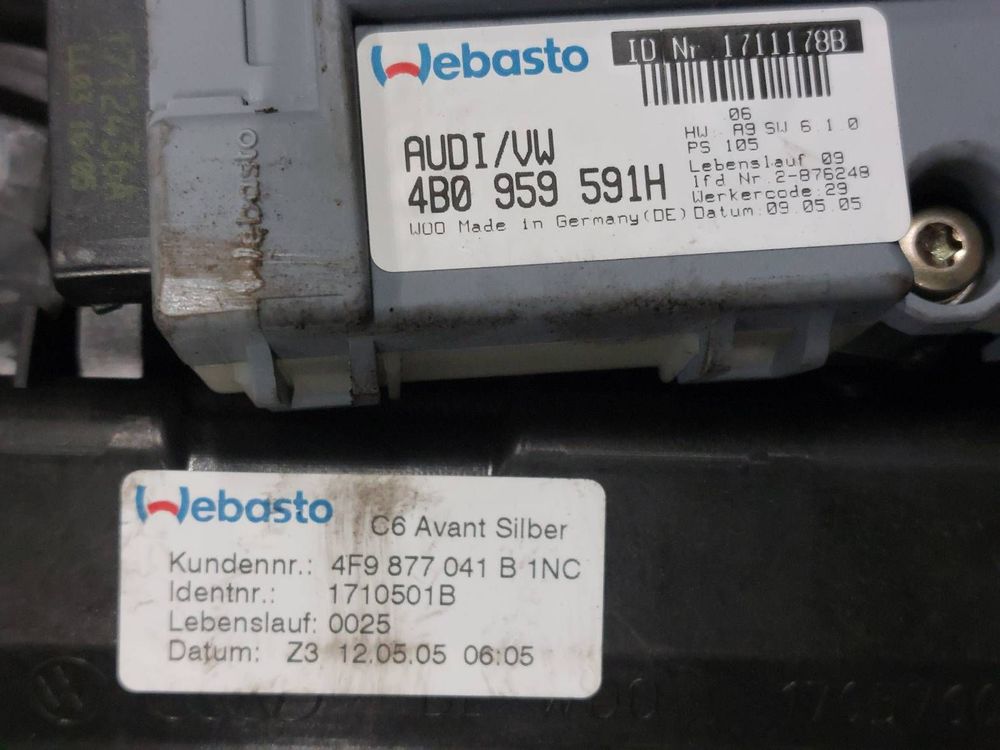 Webasto
ID Nr. 1711178B
06
HW : A9 SW 6.1.0
PS 105
AUDI/VW
4B0 959 591H
Lebenslauf 09
lfd Nr.2-876248
Werkercode:29
WOO Made in Germany(DE) Datum:09.05.05
Webasto
Webasto
C6 Avant Silber
Kundennr.: 4F9 877 041 B 1NC
Identnr.: 1710501B
Lebenslauf: 0025
Datum: Z3 12.05.05 06:05